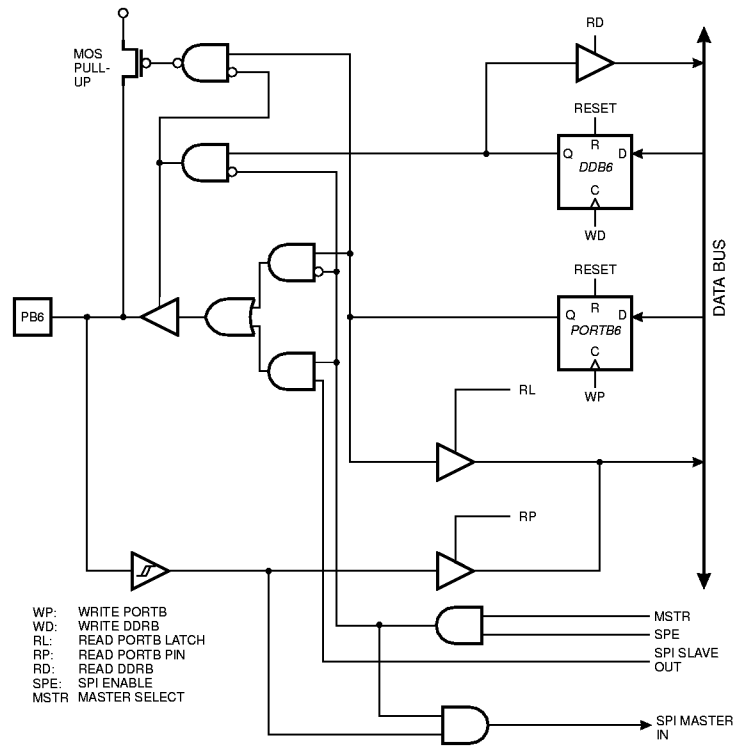 RD
MOS
PULL-
UP
RESET
R
Q
D
DDB6
C
WD
DATA BUS
RESET
R
Q
D
PORTB6
C
WP
PB6
RL
RP
WP: WRITE PORTB
WD: WRITE DDRB
RL: READ PORTB LATCH
RP: READ PORTB PIN
RD: READ DDRB
SPE: SPI ENABLE
MSTR MASTER SELECT
MSTR
SPE
SPI SLAVE
OUT
SPI MASTER
IN